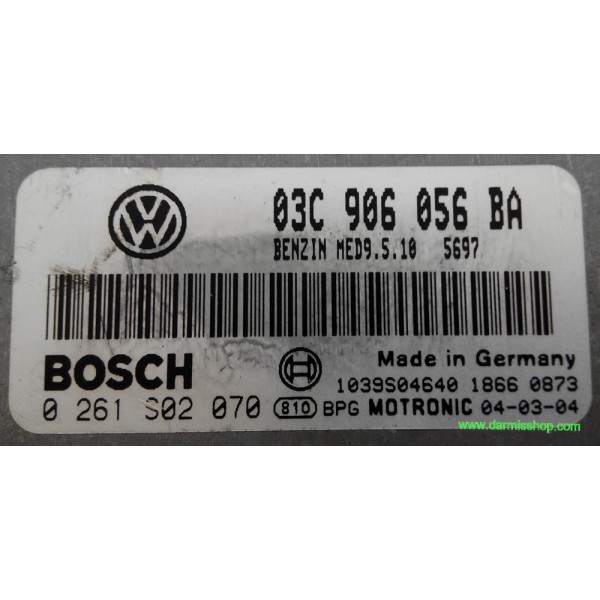 03C 906 056 BA
BENZIN MED9.5.10 5697
BOSCH
Made in Germany
1039S04640 1866 0873
0 261 S02 070 810 BPG MOTRONIC 04-03-04
www.darmisshop.com